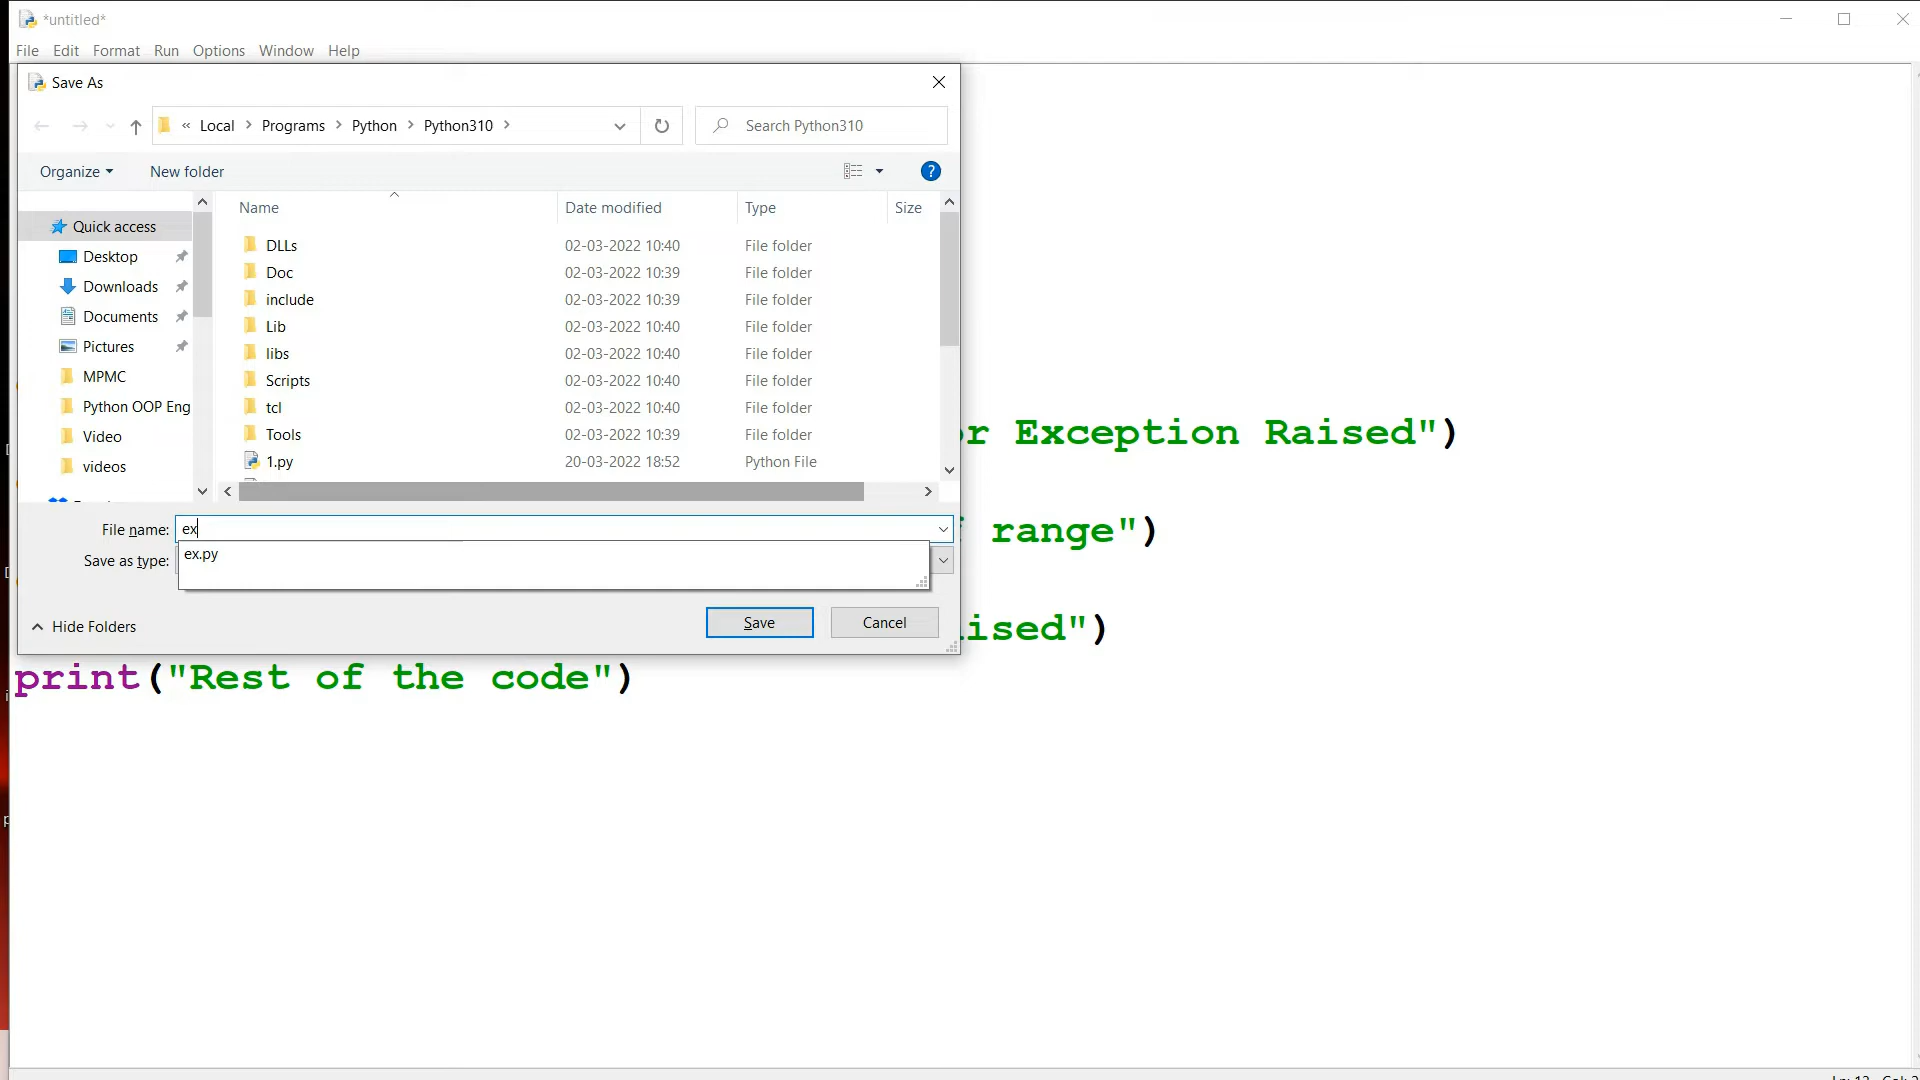 *untitled*
File Edit Format Run Options Window Help
Save As
« Local > Programs > Python > Python310 >
Search Python310
Organize
New folder
?
Name Date modified Type Size
Quick access
Desktop
Downloads
Documents
Pictures
MPMC
Python OOP Eng
Video
videos
DLLs 02-03-2022 10:40 File folder
Doc 02-03-2022 10:39 File folder
include 02-03-2022 10:39 File folder
Lib 02-03-2022 10:40 File folder
libs 02-03-2022 10:40 File folder
Scripts 02-03-2022 10:40 File folder
tcl 02-03-2022 10:40 File folder
Tools 02-03-2022 10:39 File folder
1.py 20-03-2022 18:52 Python File
File name: ex
ex.py
Save as type:
Hide Folders
Save Cancel
or Exception Raised")
range")
ised")
print("Rest of the code")